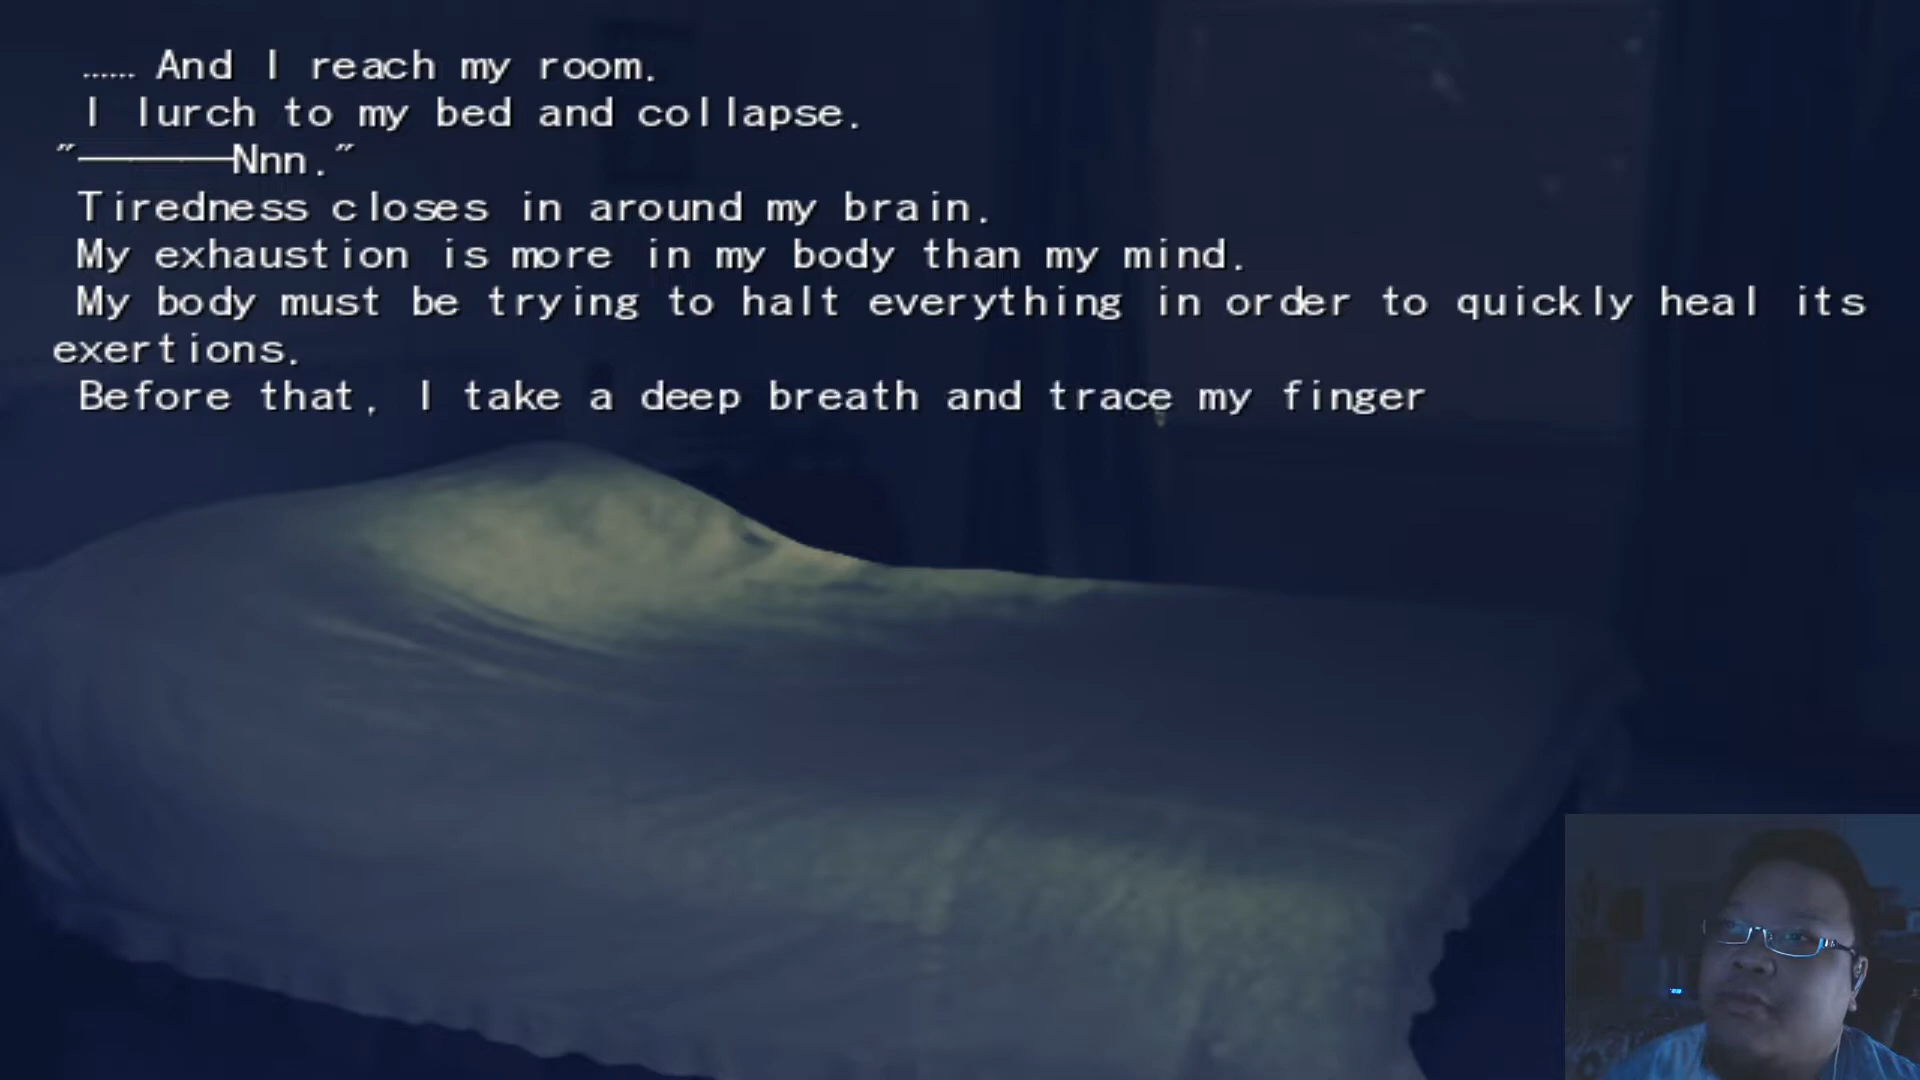 …… And I reach my room.
I lurch to my bed and collapse.
"――――――Nnn."
Tiredness closes in around my brain.
My exhaustion is more in my body than my mind.
My body must be trying to halt everything in order to quickly heal its
exertions.
Before that, I take a deep breath and trace my finger